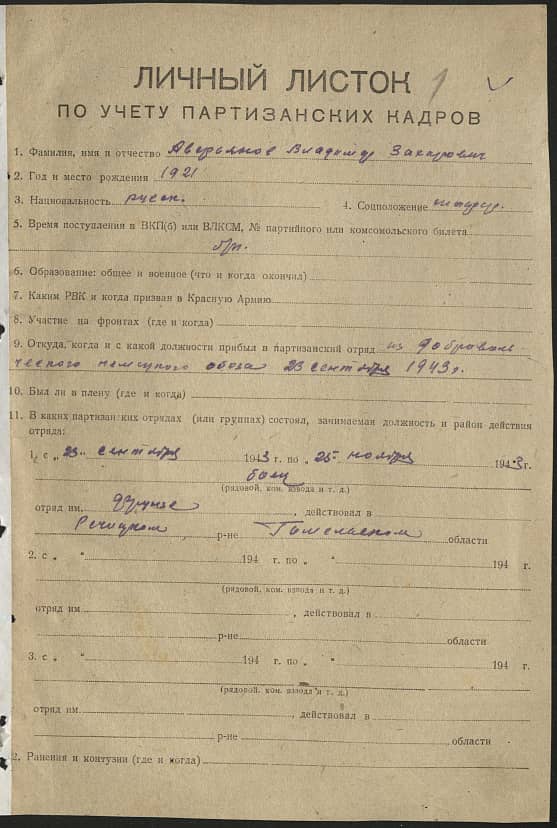 ЛИЧНЫЙ ЛИСТОК 1
ПО УЧЕТУ ПАРТИЗАНСКИХ КАДРОВ
1. Фамилия, имя и отчество Аверьянов Владимир Захарович
2. Год и место рождения 1921
3. Национальность русск. 4. Соцположение
5. Время поступления в ВКП(б) или ВЛКСМ, № партийного или комсомольского билета
б/п.
6. Образование: общее и военное (что и когда окончил)
7. Каким РВК и когда призван в Красную Армию
8. Участие на фронтах (где и когда)
9. Откуда, когда и с какой должности прибыл в партизанский отряд из доброволь
ческого немецкого обоза 23 сентября 1943 г.
10. Был ли в плену (где и когда)
11. В каких партизанских отрядах (или группах) состоял, занимаемая должность и район действия
отряда:
1. с „ 23 “ сентября 1943 г. по „ 25 “ ноября 1943 г.
боец
(рядовой, ком. взвода и т. д.)
отряд им. Фрунзе, действовал в
Речицком р-не Гомельском области
2. с „ “ 194 г. по „ “ 194 г.
(рядовой, ком. взвода и т. д.)
отряд им. , действовал в
р-не области
3. с „ “ 194 г. по „ “ 194 г.
(рядовой, ком. взвода и т. д.)
отряд им. , действовал в
р-не области
2. Ранения и контузии (где и когда)